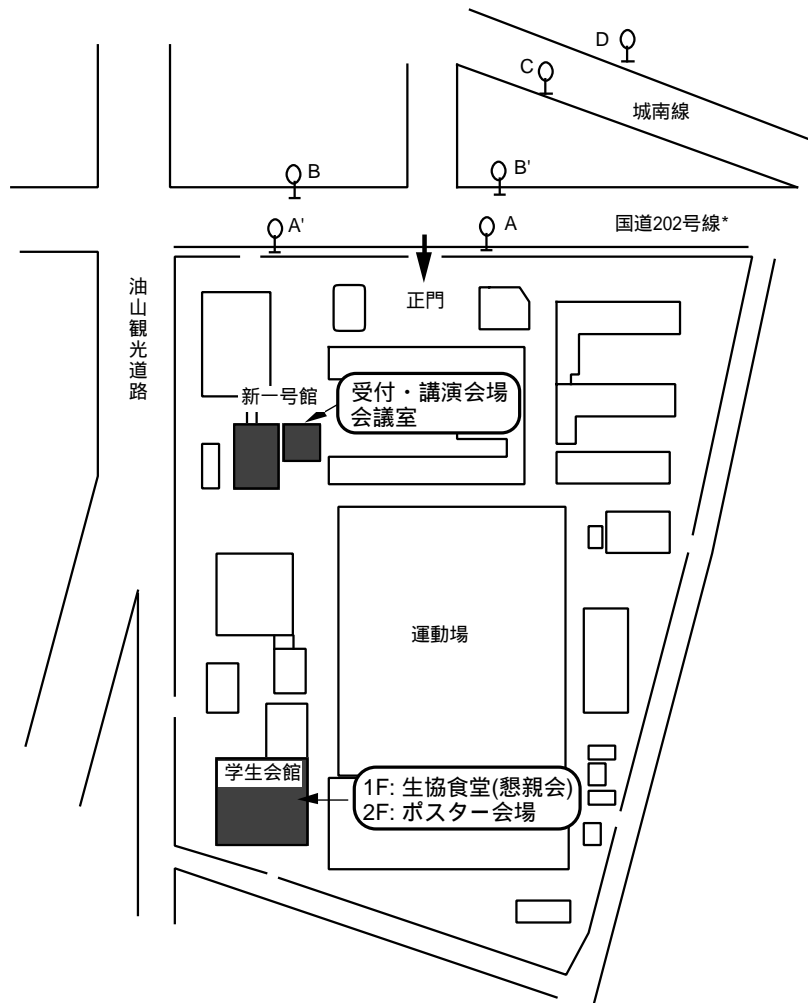 D
C
城南線
B
B'
A'
A
国道202号線*
油山観光道路
正門
新一号館
受付・講演会場
会議室
運動場
学生会館
1F: 生協食堂(懇親会)
2F: ポスター会場